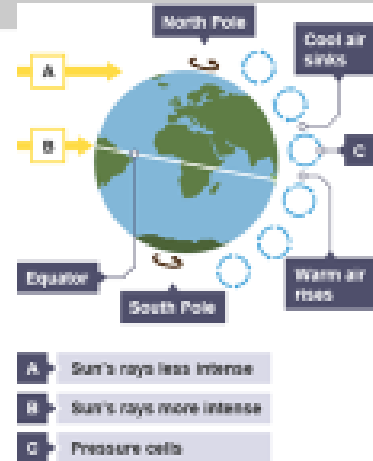 North Pole
Cool air
sinks
A
B
C
Equator
Warm air
rises
South Pole
A Sun's rays less intense
B Sun's rays more intense
C Pressure cells